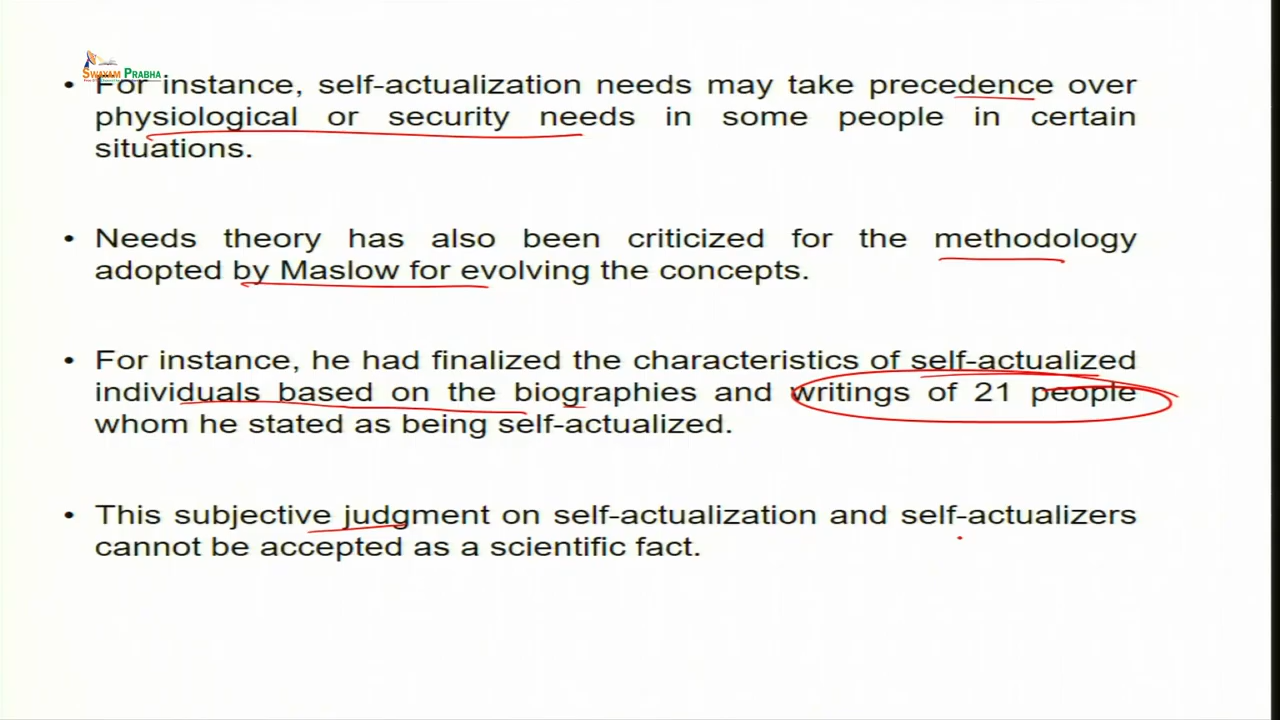 SWAYAM PRABHA
• For instance, self-actualization needs may take precedence over
physiological or security needs in some people in certain
situations.
• Needs theory has also been criticized for the methodology
adopted by Maslow for evolving the concepts.
• For instance, he had finalized the characteristics of self-actualized
individuals based on the biographies and writings of 21 people
whom he stated as being self-actualized.
• This subjective judgment on self-actualization and self-actualizers
cannot be accepted as a scientific fact.